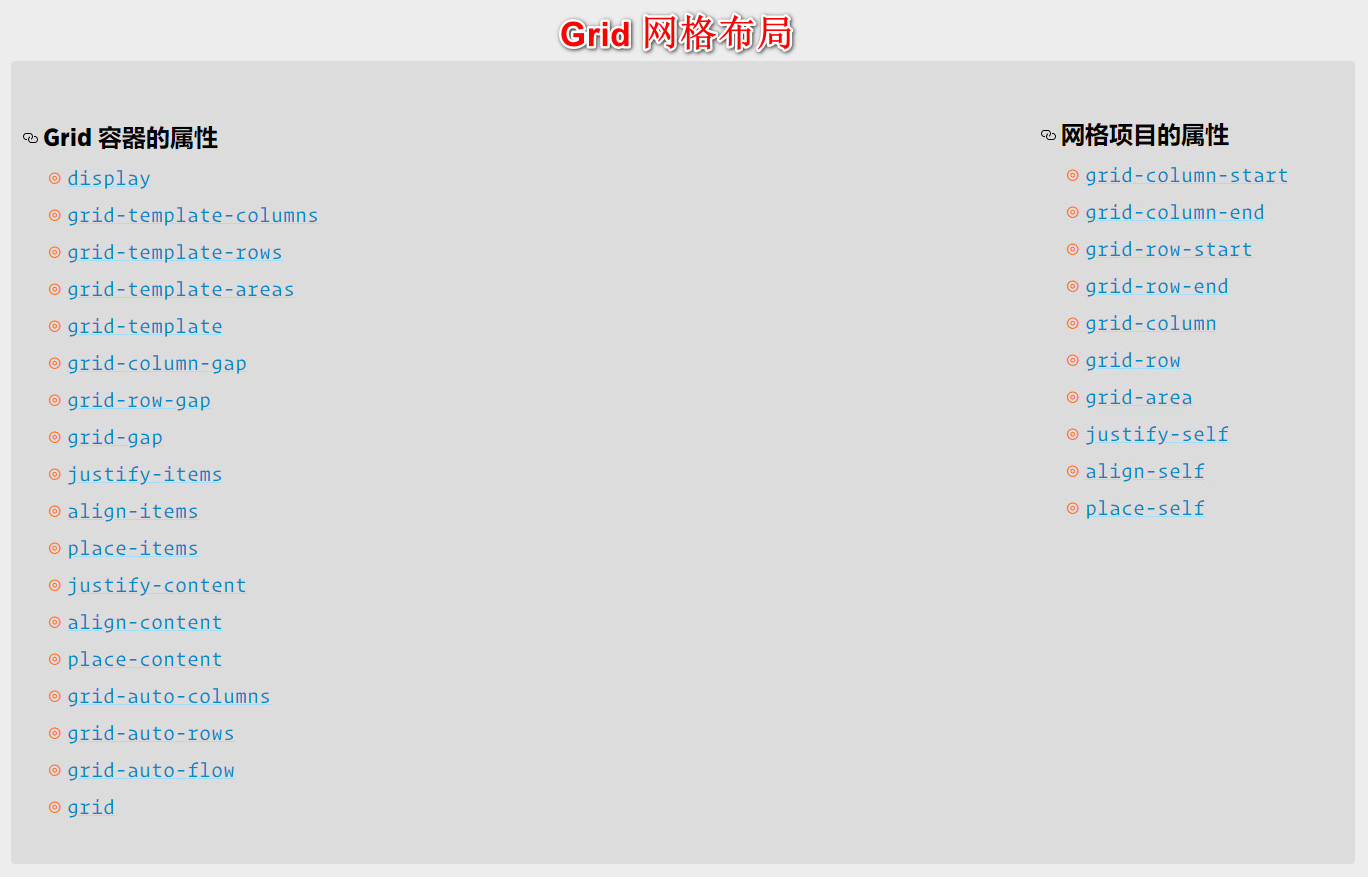 Grid 网格布局
Grid 容器的属性
display
grid-template-columns
grid-template-rows
grid-template-areas
grid-template
grid-column-gap
grid-row-gap
grid-gap
justify-items
align-items
place-items
justify-content
align-content
place-content
grid-auto-columns
grid-auto-rows
grid-auto-flow
grid
网格项目的属性
grid-column-start
grid-column-end
grid-row-start
grid-row-end
grid-column
grid-row
grid-area
justify-self
align-self
place-self